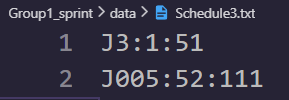 Group1_sprint > data > Schedule3.txt
1 J3:1:51
2 J005:52:111